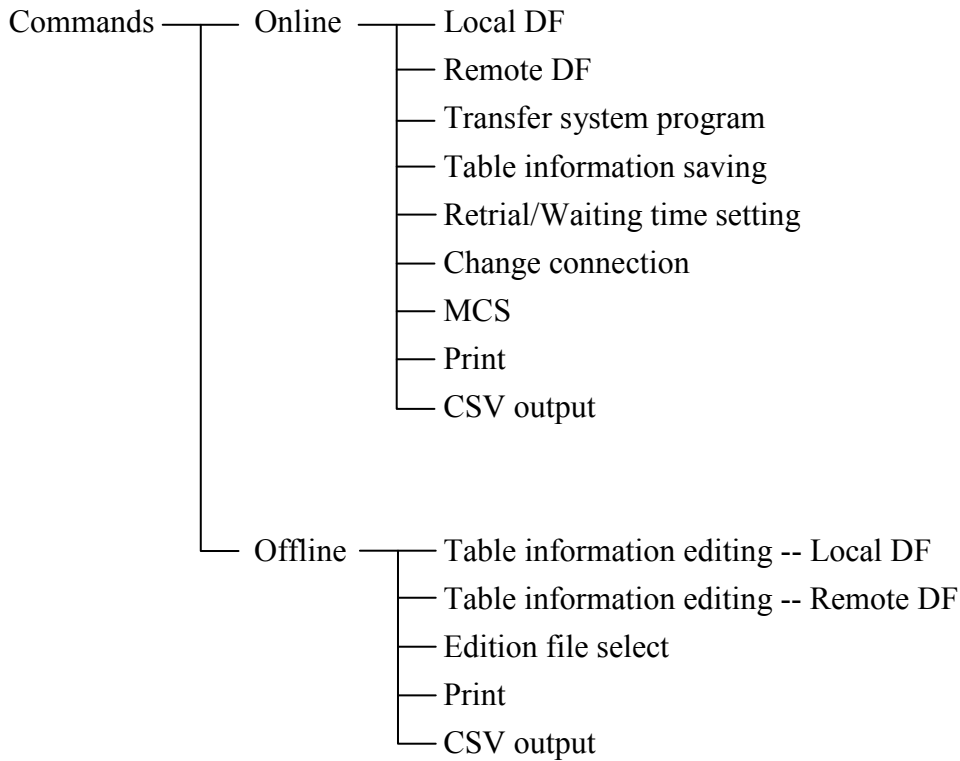 Commands Online Local DF
Remote DF
Transfer system program
Table information saving
Retrial/Waiting time setting
Change connection
MCS
Print
CSV output
Offline Table information editing -- Local DF
Table information editing -- Remote DF
Edition file select
Print
CSV output